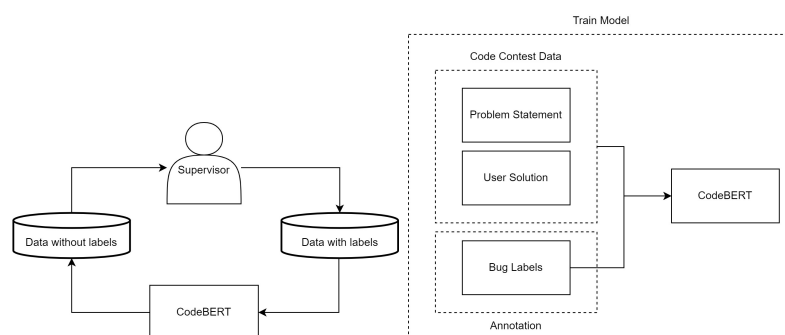 Train Model
Code Contest Data
Problem Statement
Supervisor
User Solution
CodeBERT
Data without labels
Data with labels
Bug Labels
CodeBERT
Annotation